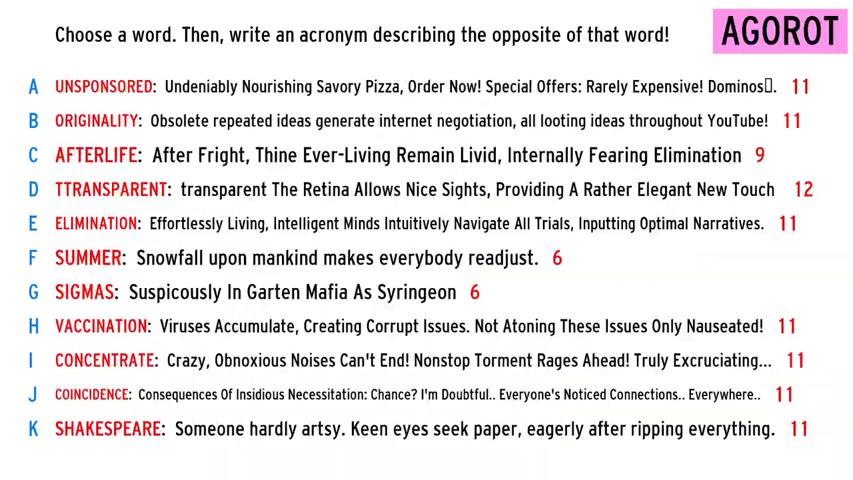 Choose a word. Then, write an acronym describing the opposite of that word!
AGOROT
A UNSPONSORED: Undeniably Nourishing Savory Pizza, Order Now! Special Offers: Rarely Expensive! Dominos▯. 11
B ORIGINALITY: Obsolete repeated ideas generate internet negotiation, all looting ideas throughout YouTube! 11
C AFTERLIFE: After Fright, Thine Ever-Living Remain Livid, Internally Fearing Elimination 9
D TTRANSPARENT: transparent The Retina Allows Nice Sights, Providing A Rather Elegant New Touch 12
E ELIMINATION: Effortlessly Living, Intelligent Minds Intuitively Navigate All Trials, Inputting Optimal Narratives. 11
F SUMMER: Snowfall upon mankind makes everybody readjust. 6
G SIGMAS: Suspicously In Garten Mafia As Syringeon 6
H VACCINATION: Viruses Accumulate, Creating Corrupt Issues. Not Atoning These Issues Only Nauseated! 11
I CONCENTRATE: Crazy, Obnoxious Noises Can't End! Nonstop Torment Rages Ahead! Truly Excruciating... 11
J COINCIDENCE: Consequences Of Insidious Necessitation: Chance? I'm Doubtful.. Everyone's Noticed Connections.. Everywhere.. 11
K SHAKESPEARE: Someone hardly artsy. Keen eyes seek paper, eagerly after ripping everything. 11